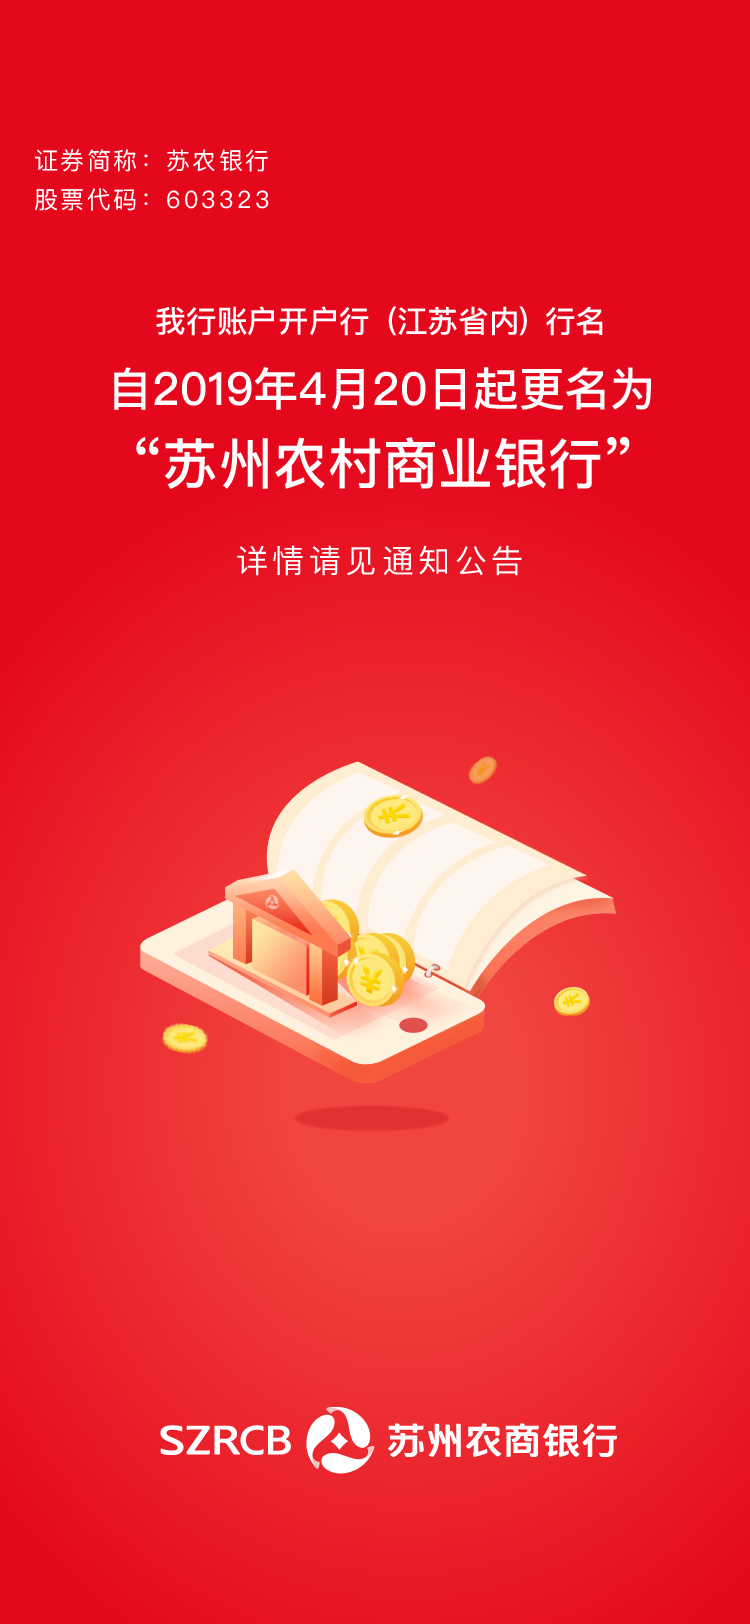 证券简称：苏农银行
股票代码：603323
我行账户开户行（江苏省内）行名
自2019年4月20日起更名为
“苏州农村商业银行”
详情请见通知公告
SZRCB 苏州农商银行